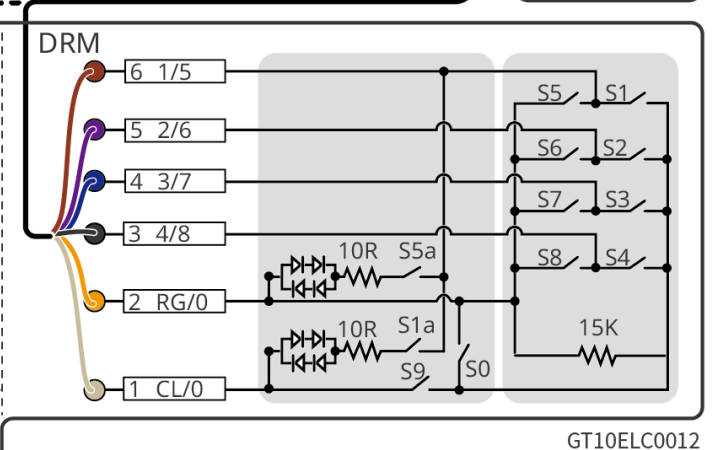 DRM
6 1/5
S5 S1
5 2/6
S6 S2
4 3/7
S7 S3
3 4/8
S8 S4
10R S5a
2 RG/0
15K
10R S1a
S9 S0
1 CL/0
GT10ELC0012